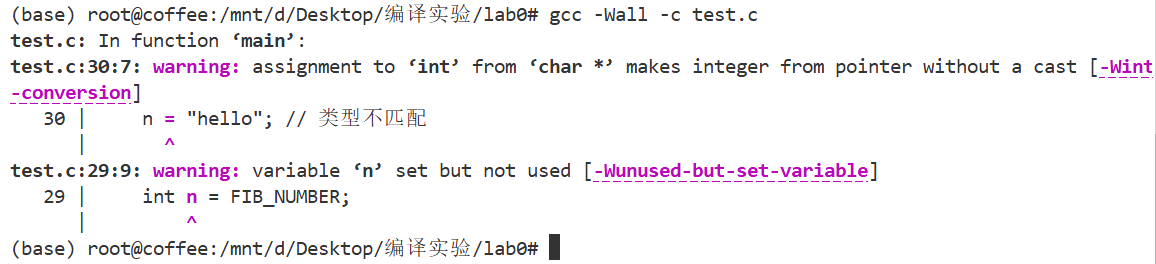 (base) root@coffee:/mnt/d/Desktop/编译实验/lab0# gcc -Wall -c test.c
test.c: In function ‘main’:
test.c:30:7: warning: assignment to ‘int’ from ‘char *’ makes integer from pointer without a cast [-Wint
-conversion]
   30 |     n = "hello"; // 类型不匹配
      |       ^
test.c:29:9: warning: variable ‘n’ set but not used [-Wunused-but-set-variable]
   29 |     int n = FIB_NUMBER;
      |         ^
(base) root@coffee:/mnt/d/Desktop/编译实验/lab0#